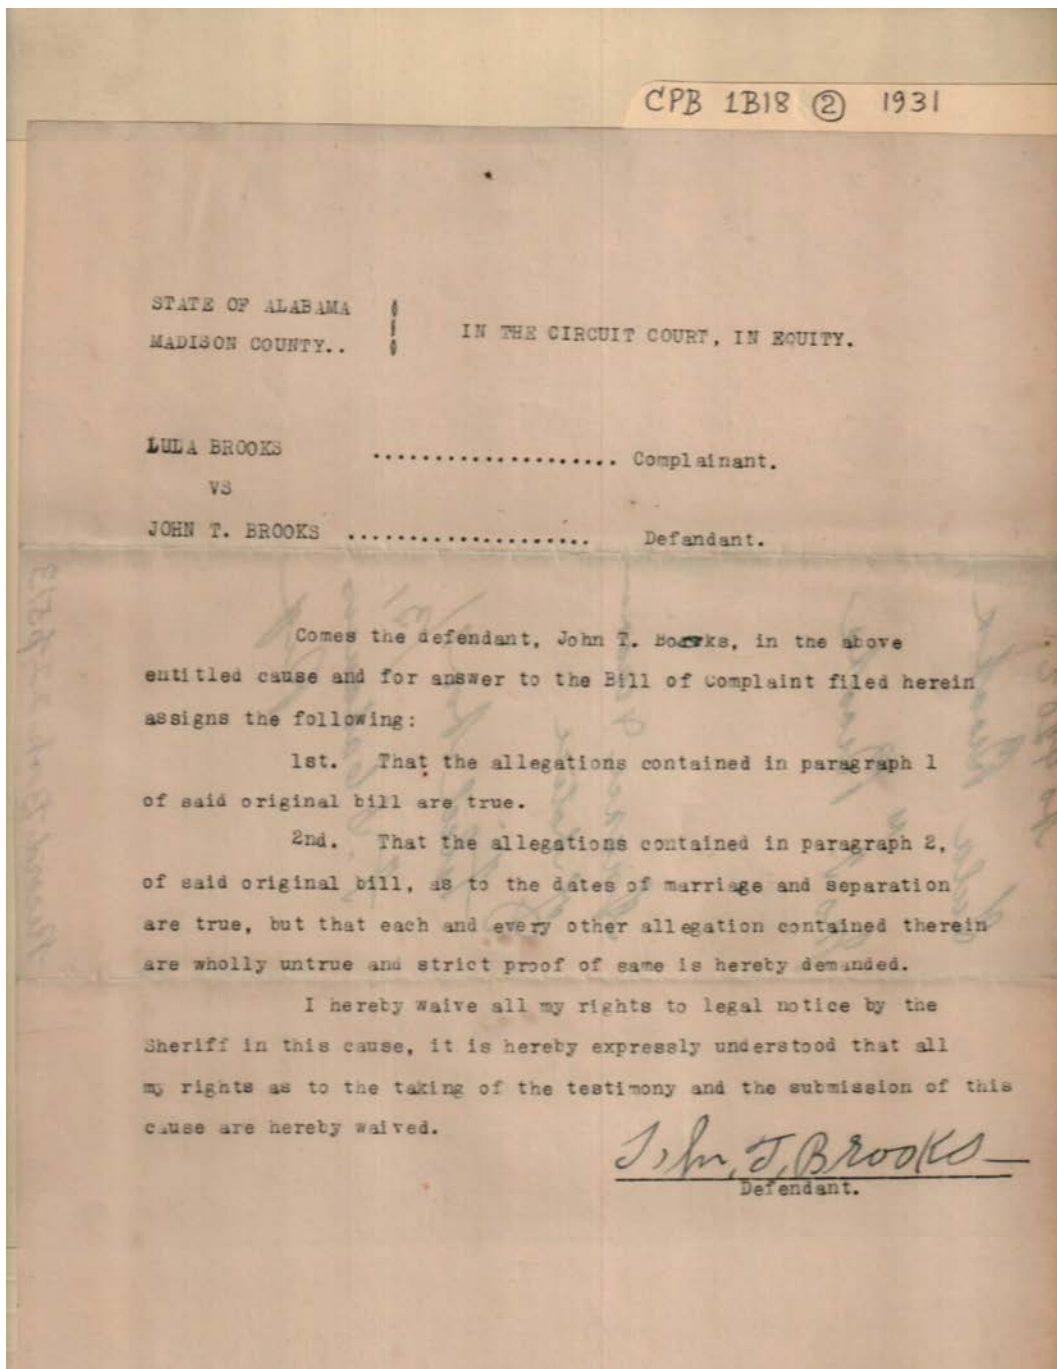 CPB 1B18 ② 1931
STATE OF ALABAMA
MADISON COUNTY..
IN THE CIRCUIT COURT, IN EQUITY.
LULA BROOKS .................... Complainant.
VS
JOHN T. BROOKS .................... Defandant.
Comes the defendant, John T. , in the above
entitled cause and for answer to the Bill of Complaint filed herein
assigns the following:
1st. That the allegations contained in paragraph 1
of said original bill are true.
2nd. That the allegations contained in paragraph 2,
of said original bill, as to the dates of marriage and separation
are true, but that each and every other allegation contained therein
are wholly untrue and strict proof of same is hereby demanded.
I hereby waive all my rights to legal notice by the
Sheriff in this cause, it is hereby expressly understood that all
my rights as to the taking of the testimony and the submission of this
cause are hereby waived.
John, T, Brooks
Defendant.